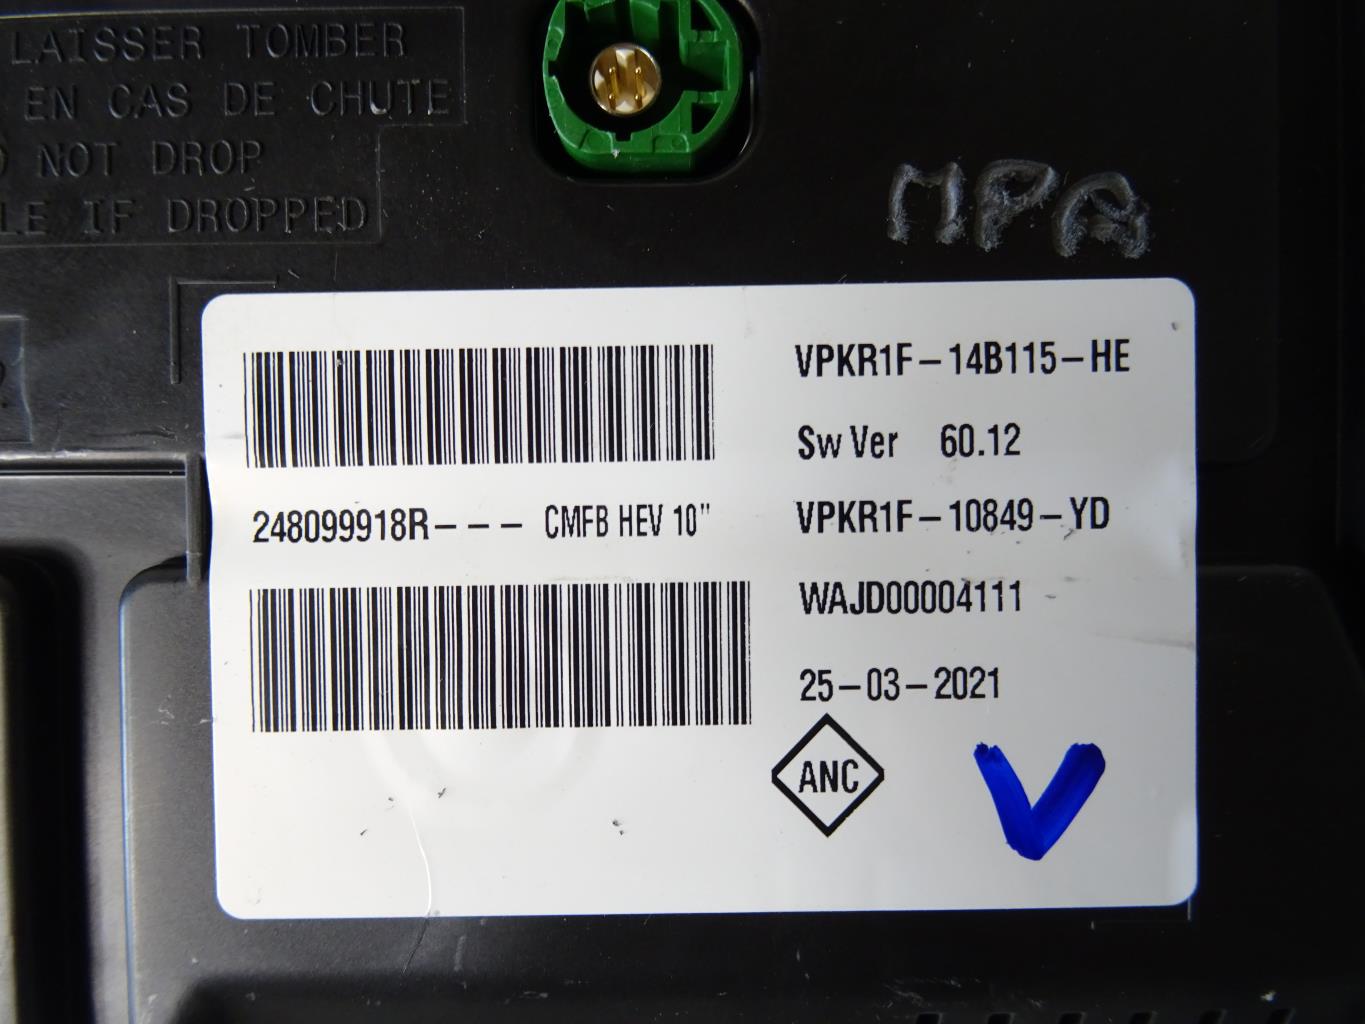 LAISSER TOMBER
EN CAS DE CHUTE
NOT DROP
IF DROPPED
MPA
VPKR1F-14B115-HE
Sw Ver 60.12
248099918R--- CMFB HEV 10"
VPKR1F-10849-YD
WAJD00004111
25-03-2021
ANC
V